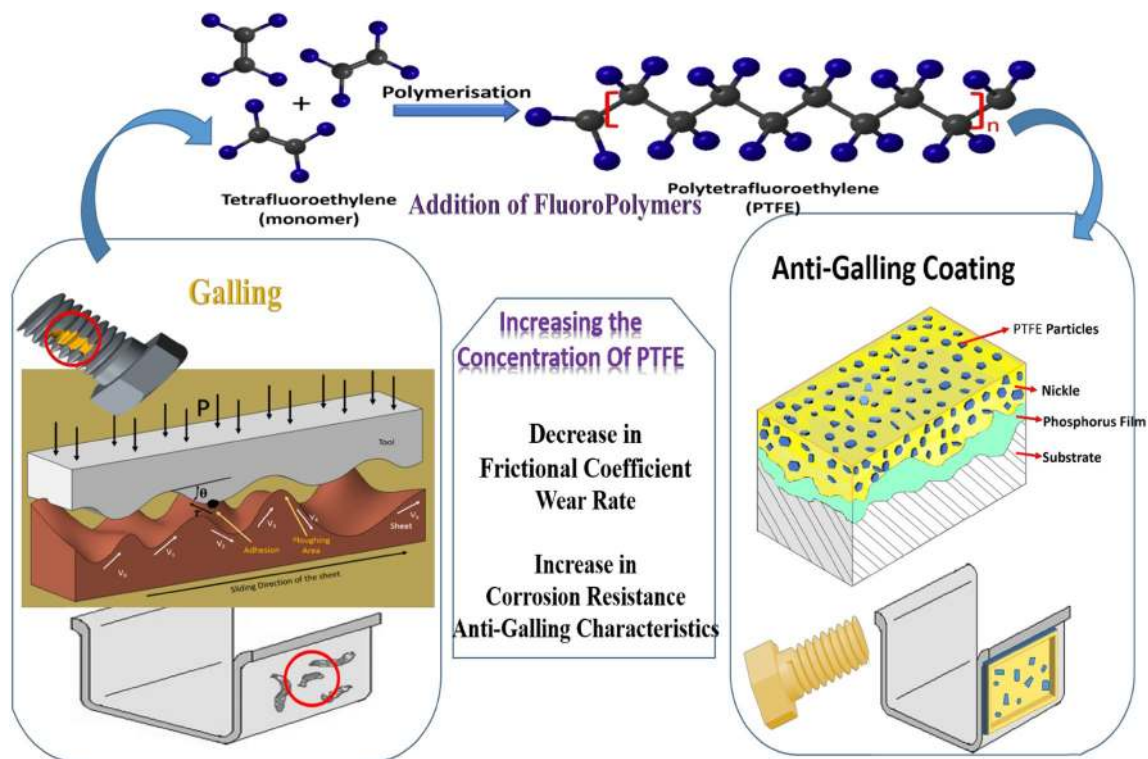 Polymerisation
+
n
Tetrafluoroethylene
(monomer)
Addition of FluoroPolymers
Polytetrafluoroethylene
(PTFE)
Galling
P
Tool
θ
r
Adhesion
Ploughing
Area
Sheet
Sliding Direction of the sheet
Increasing the
Concentration Of PTFE
Decrease in
Frictional Coefficient
Wear Rate
Increase in
Corrosion Resistance
Anti-Galling Characteristics
Anti-Galling Coating
PTFE Particles
Nickle
Phosphorus Film
Substrate